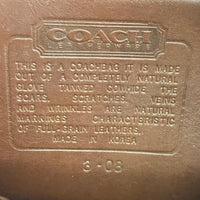 COACH
LEATHERWARE
THIS IS A COACHBAG IT IS MADE
OUT OF A COMPLETELY NATURAL
GLOVE TANNED COWHIDE THE
SCARS, SCRATCHES, VEINS
AND WRINKLES ARE NATURAL
MARKINGS CHARACTERISTIC
OF FULL-GRAIN LEATHERS.
MADE IN KOREA
3-08